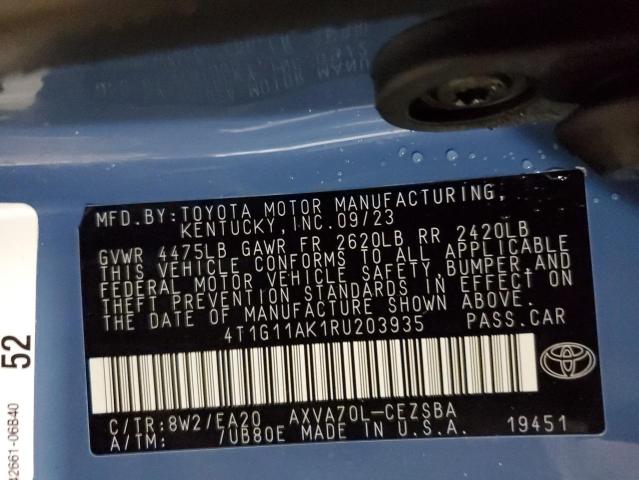 MFD.BY:TOYOTA MOTOR MANUFACTURING,
KENTUCKY, INC. 09/23
GVWR 4475LB GAWR FR 2620LB RR 2420LB
THIS VEHICLE CONFORMS TO ALL APPLICABLE
FEDERAL MOTOR VEHICLE SAFETY,BUMPER,AND
THEFT PREVENTION STANDARDS IN EFFECT ON
THE DATE OF MANUFACTURE SHOWN ABOVE.
4T1G11AK1RU203935 PASS.CAR
C/TR:8W2/EA20 AXVA70L-CEZSBA
A/TM: /UB80E MADE IN U.S.A. 19451
52
42661-06B40